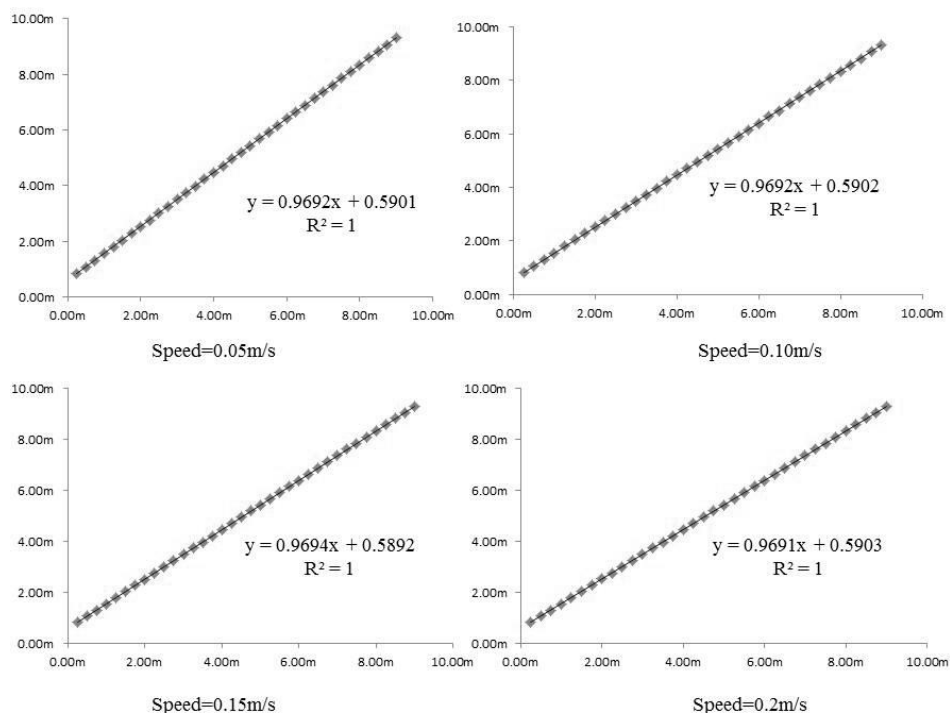 10.00m
8.00m
6.00m
4.00m
2.00m
0.00m
y = 0.9692x + 0.5901
R² = 1
0.00m 2.00m 4.00m 6.00m 8.00m 10.00m
Speed=0.05m/s
10.00m
8.00m
6.00m
4.00m
2.00m
0.00m
y = 0.9692x + 0.5902
R² = 1
0.00m 2.00m 4.00m 6.00m 8.00m 10.00m
Speed=0.10m/s
10.00m
8.00m
6.00m
4.00m
2.00m
0.00m
y = 0.9694x + 0.5892
R² = 1
0.00m 2.00m 4.00m 6.00m 8.00m 10.00m
Speed=0.15m/s
10.00m
8.00m
6.00m
4.00m
2.00m
0.00m
y = 0.9691x + 0.5903
R² = 1
0.00m 2.00m 4.00m 6.00m 8.00m 10.00m
Speed=0.2m/s